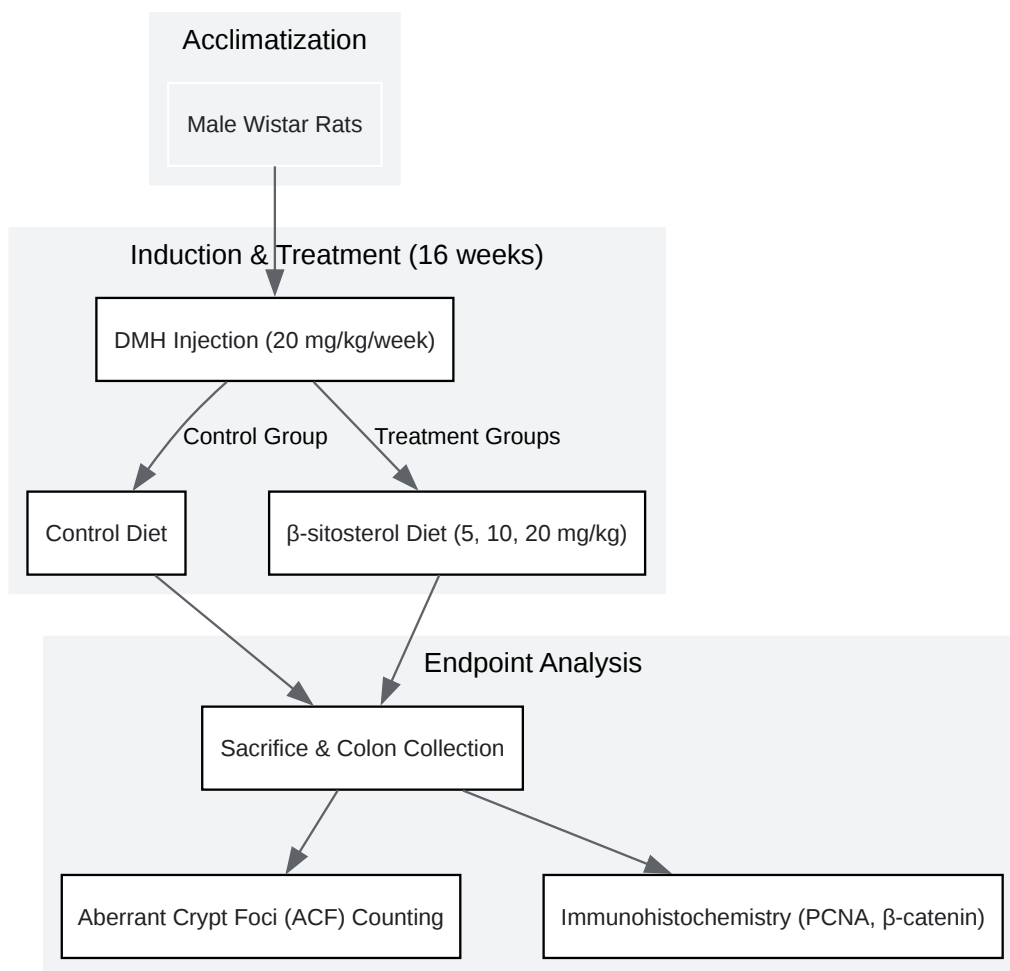 Acclimatization
Male Wistar Rats
Induction & Treatment (16 weeks)
DMH Injection (20 mg/kg/week)
Control Group
Treatment Groups
Control Diet
β-sitosterol Diet (5, 10, 20 mg/kg)
Endpoint Analysis
Sacrifice & Colon Collection
Aberrant Crypt Foci (ACF) Counting
Immunohistochemistry (PCNA, β-catenin)